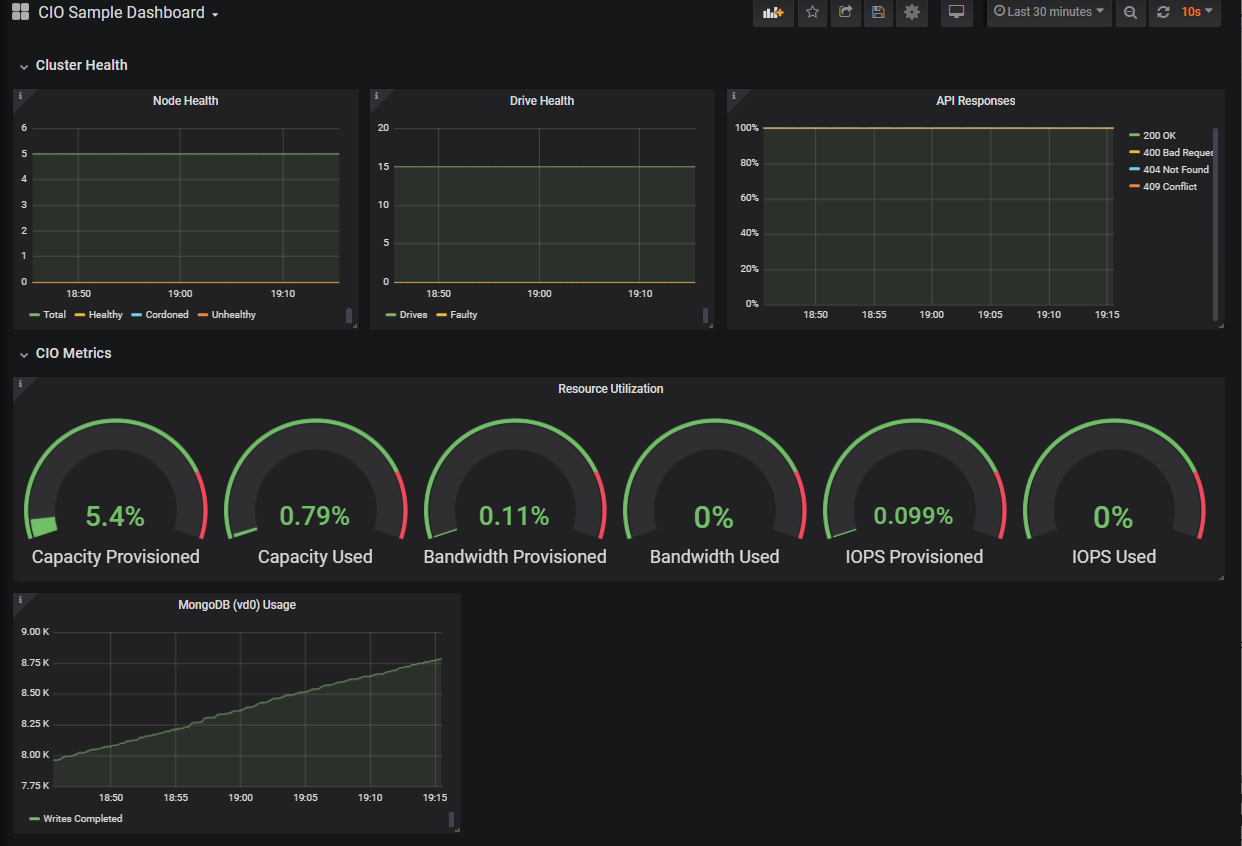 CIO Sample Dashboard
Last 30 minutes
10s
Cluster Health
Node Health
6
5
4
3
2
1
0
18:50 19:00 19:10
Total Healthy Cordoned Unhealthy
Drive Health
20
15
10
5
0
18:50 19:00 19:10
Drives Faulty
API Responses
100%
80%
60%
40%
20%
0%
18:50 18:55 19:00 19:05 19:10 19:15
200 OK
400 Bad Reques
404 Not Found
409 Conflict
CIO Metrics
Resource Utilization
5.4% 0.79% 0.11% 0% 0.099% 0%
Capacity Provisioned Capacity Used Bandwidth Provisioned Bandwidth Used IOPS Provisioned IOPS Used
MongoDB (vd0) Usage
9.00 K
8.75 K
8.50 K
8.25 K
8.00 K
7.75 K
18:50 18:55 19:00 19:05 19:10 19:15
Writes Completed